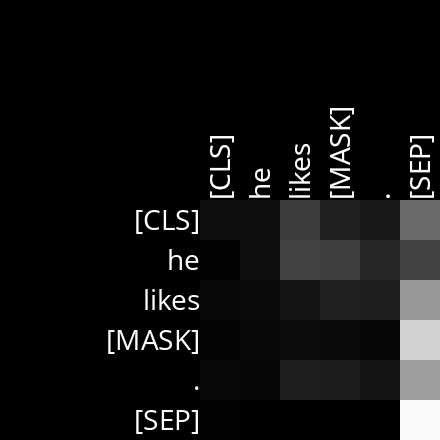 [CLS]
he
likes
[MASK]
.
[SEP]
[CLS]
he
likes
[MASK]
.
[SEP]